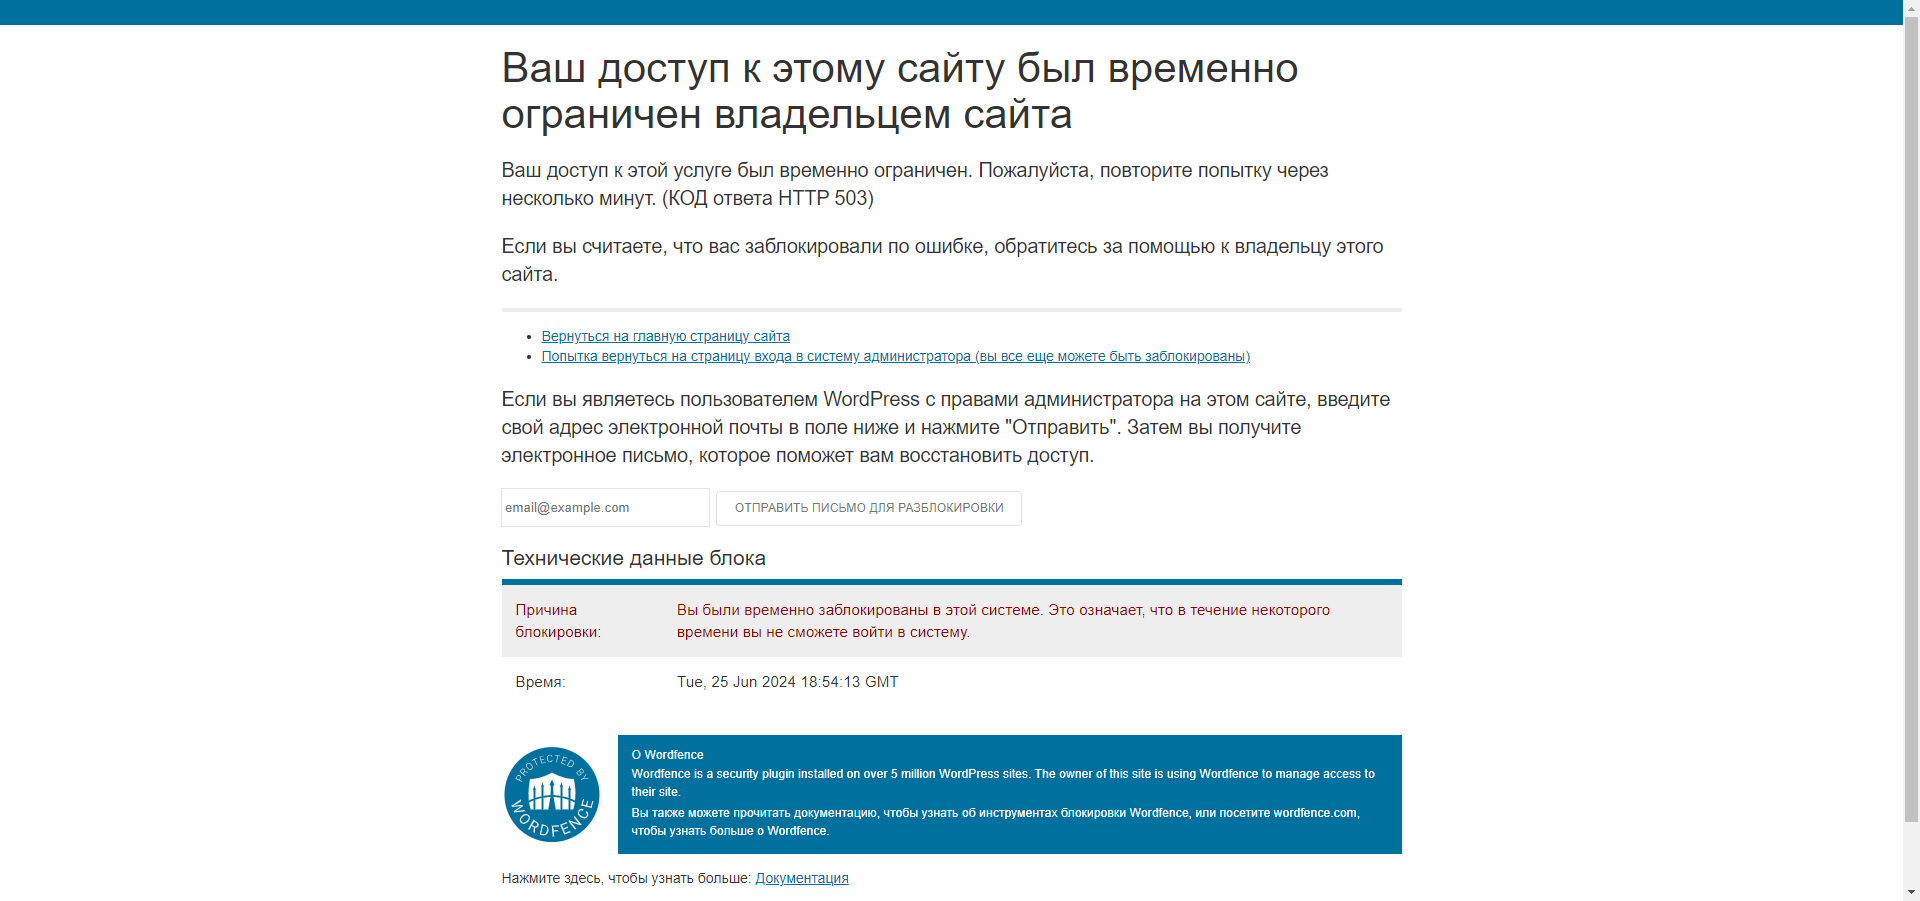 Ваш доступ к этому сайту был временно
ограничен владельцем сайта
Ваш доступ к этой услуге был временно ограничен. Пожалуйста, повторите попытку через
несколько минут. (КОД ответа HTTP 503)
Если вы считаете, что вас заблокировали по ошибке, обратитесь за помощью к владельцу этого
сайта.
• Вернуться на главную страницу сайта
• Попытка вернуться на страницу входа в систему администратора (вы все еще можете быть заблокированы)
Если вы являетесь пользователем WordPress с правами администратора на этом сайте, введите
свой адрес электронной почты в поле ниже и нажмите "Отправить". Затем вы получите
электронное письмо, которое поможет вам восстановить доступ.
email@example.com ОТПРАВИТЬ ПИСЬМО ДЛЯ РАЗБЛОКИРОВКИ
Технические данные блока
Причина
блокировки:
Вы были временно заблокированы в этой системе. Это означает, что в течение некоторого
времени вы не сможете войти в систему.
Время: Tue, 25 Jun 2024 18:54:13 GMT
PROTECTED BY
WORDFENCE
О Wordfence
Wordfence is a security plugin installed on over 5 million WordPress sites. The owner of this site is using Wordfence to manage access to
their site.
Вы также можете прочитать документацию, чтобы узнать об инструментах блокировки Wordfence, или посетите wordfence.com,
чтобы узнать больше о Wordfence.
Нажмите здесь, чтобы узнать больше: Документация